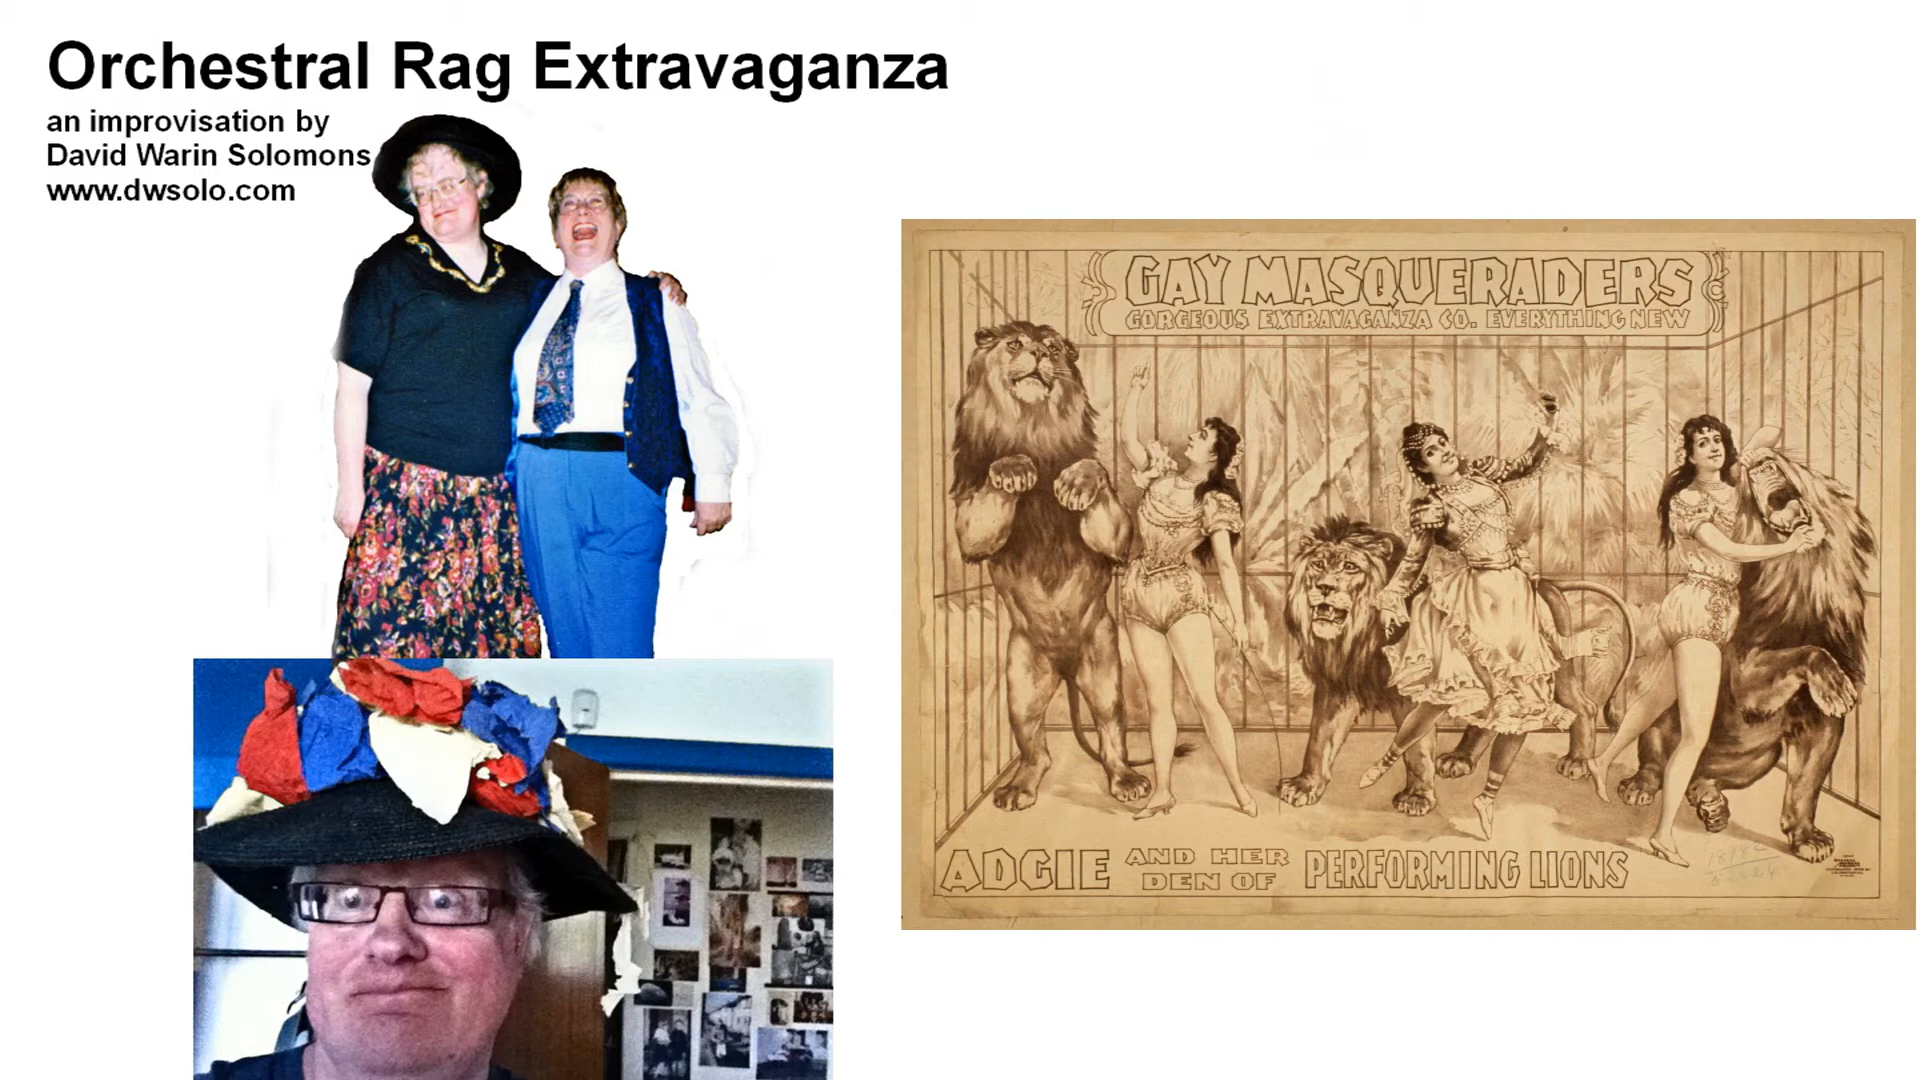 Orchestral Rag Extravaganza
an improvisation by
David Warin Solomons
www.dwsolo.com
GAY MASQUERADERS
GORGEOUS EXTRAVAGANZA CO. EVERYTHING NEW
ADGIE AND HER DEN OF PERFORMING LIONS